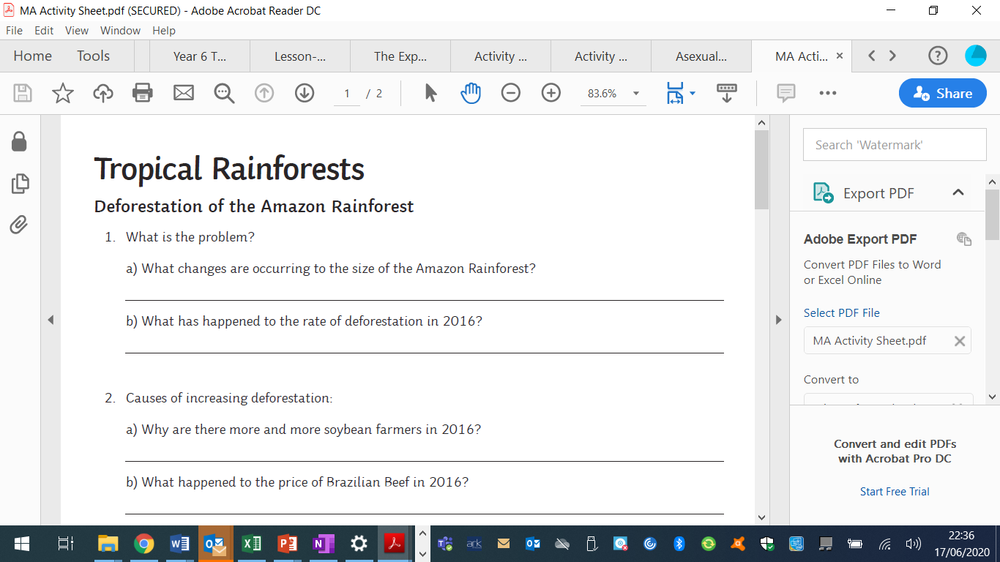 MA Activity Sheet.pdf (SECURED) - Adobe Acrobat Reader DC
File Edit View Window Help
Home Tools Year 6 T... Lesson-... The Exp... Activity ... Activity ... Asexual... MA Acti...
1 / 2 83.6% Share
Search 'Watermark'
Export PDF
Adobe Export PDF
Convert PDF Files to Word
or Excel Online
Select PDF File
MA Activity Sheet.pdf
Convert to
Convert and edit PDFs
with Acrobat Pro DC
Start Free Trial
Tropical Rainforests
Deforestation of the Amazon Rainforest
1. What is the problem?
a) What changes are occurring to the size of the Amazon Rainforest?
b) What has happened to the rate of deforestation in 2016?
2. Causes of increasing deforestation:
a) Why are there more and more soybean farmers in 2016?
b) What happened to the price of Brazilian Beef in 2016?
ark
22:36
17/06/2020